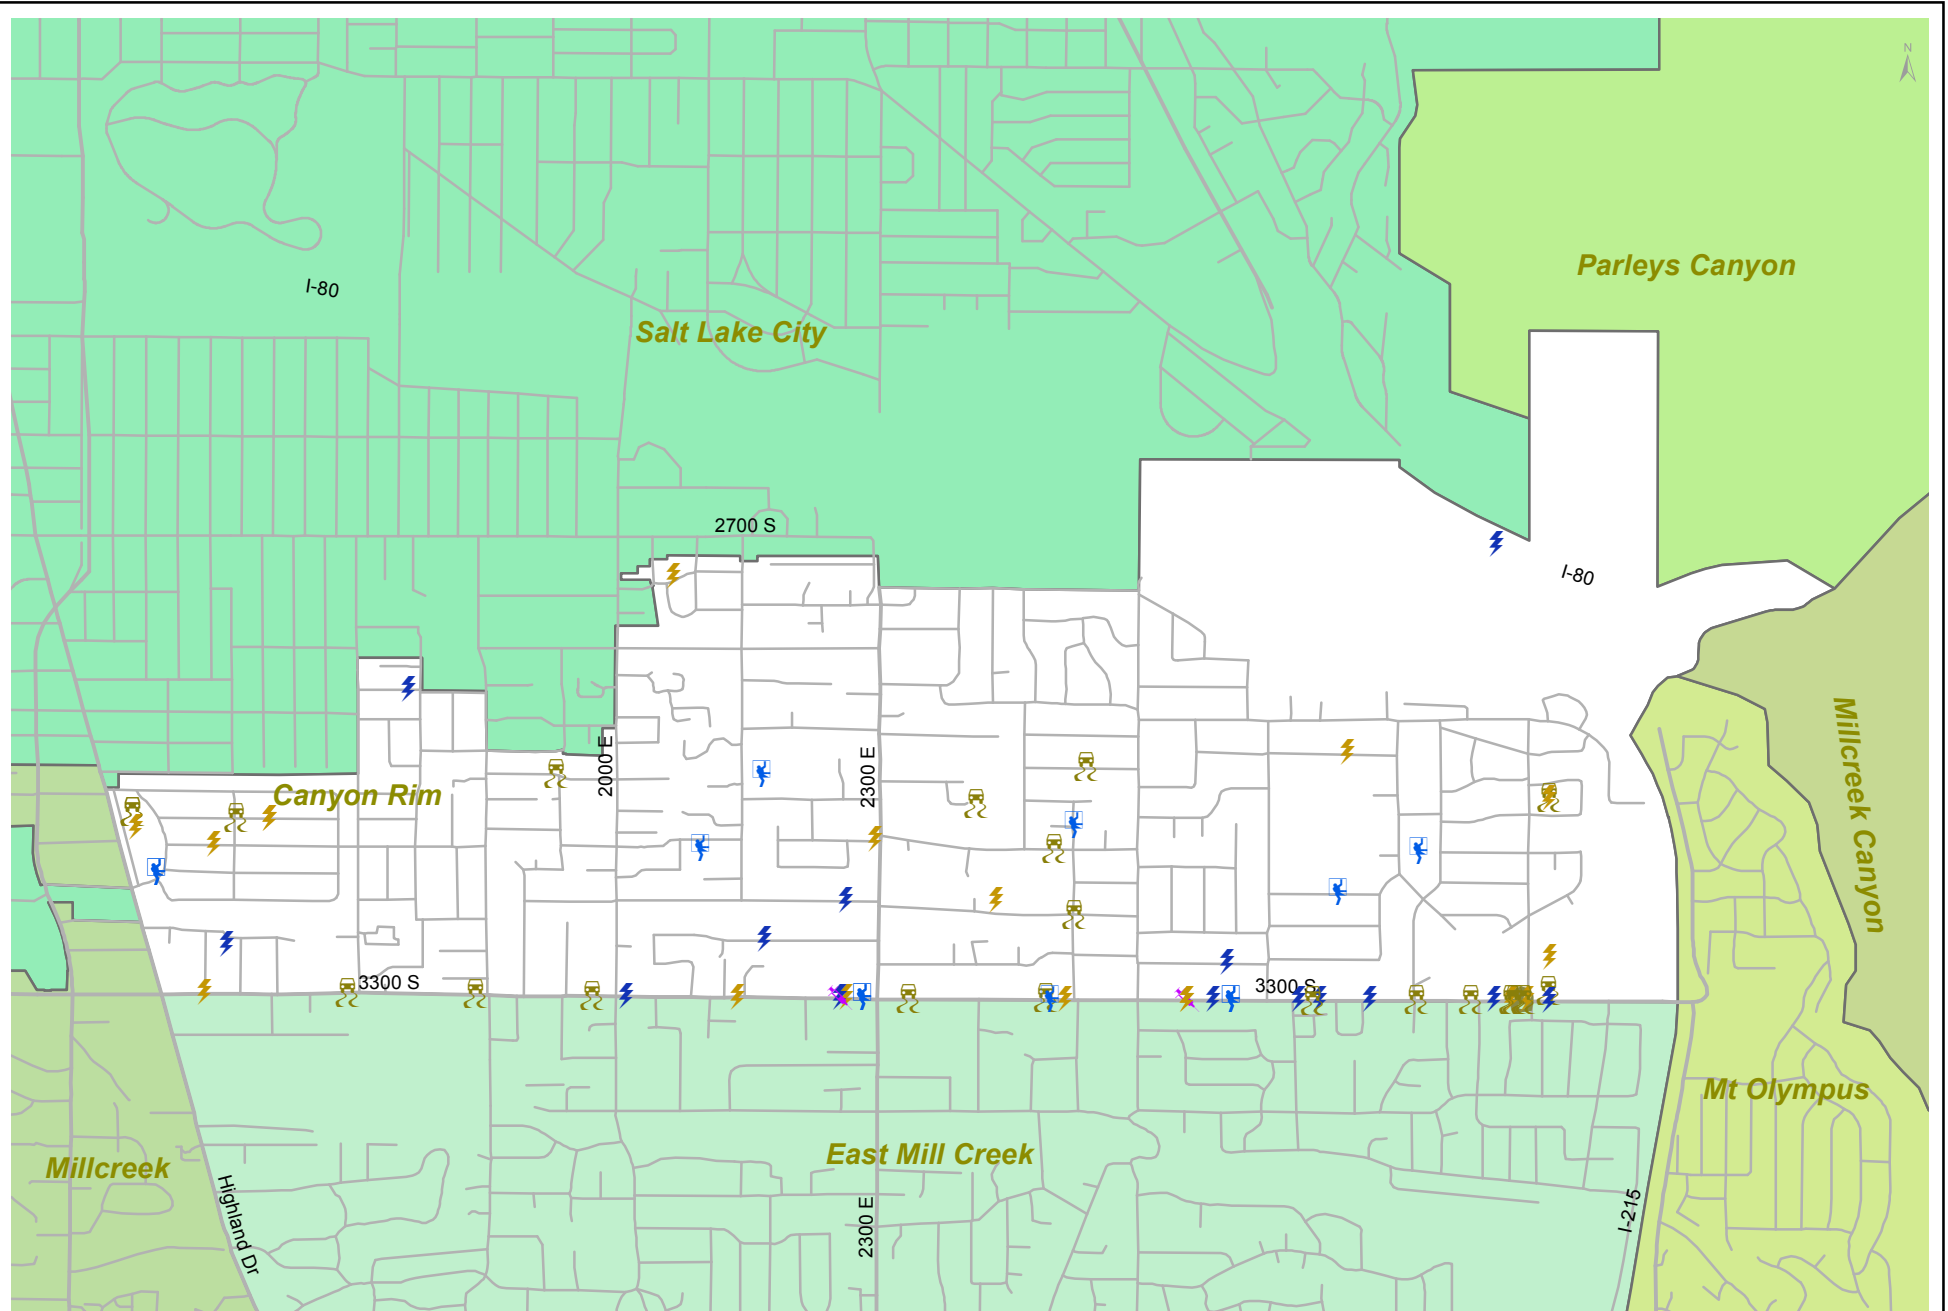 N
Parleys Canyon
I-80
Salt Lake City
2700 S
I-80
Millcreek Canyon
2000 E
2300 E
Canyon Rim
3300 S
3300 S
Mt Olympus
East Mill Creek
Millcreek
Highland Dr
2300 E
I-215